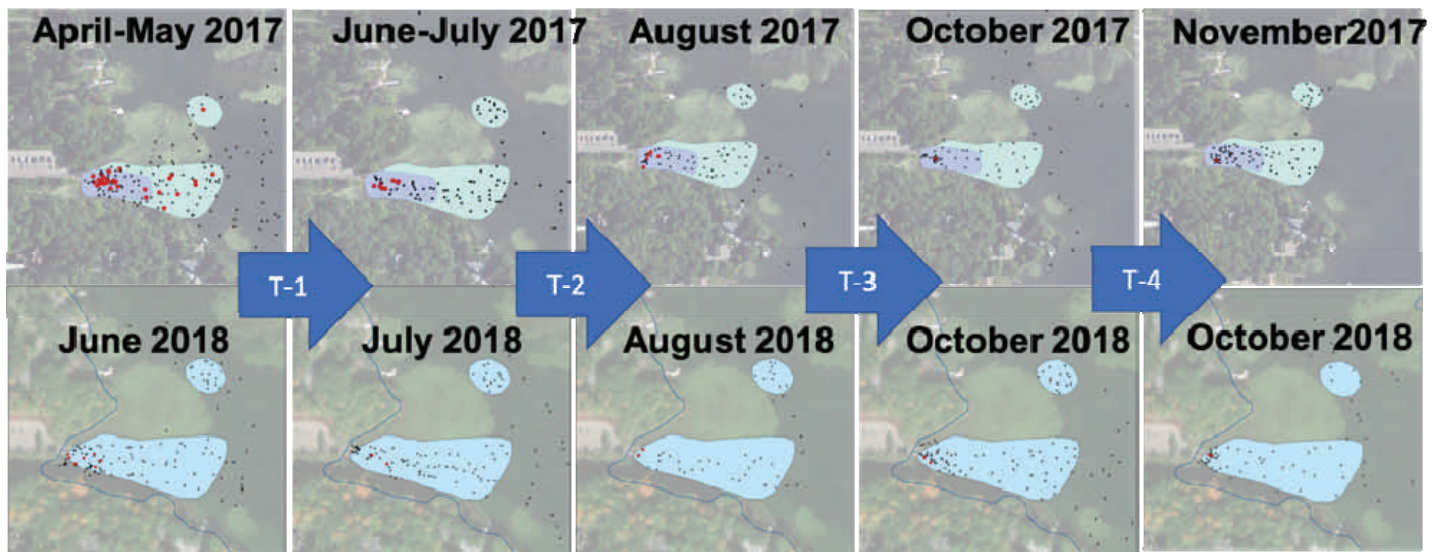 April-May 2017
June-July 2017
August 2017
October 2017
November2017
T-1
T-2
T-3
T-4
June 2018
July 2018
August 2018
October 2018
October 2018